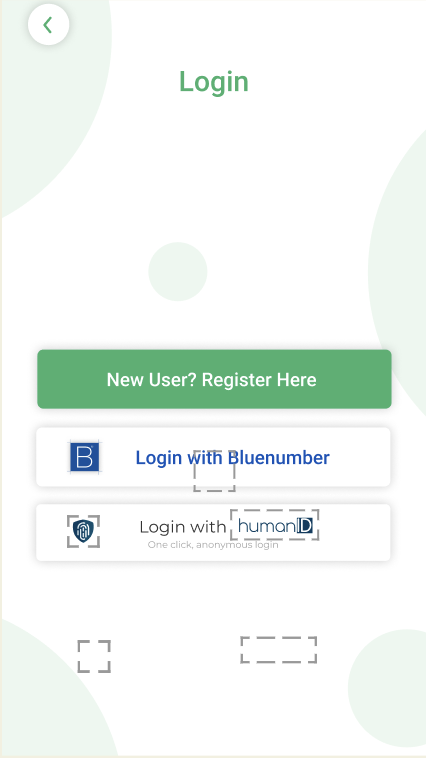 Login
New User? Register Here
B
Login with Bluenumber
Login with humanID
One click, anonymous login